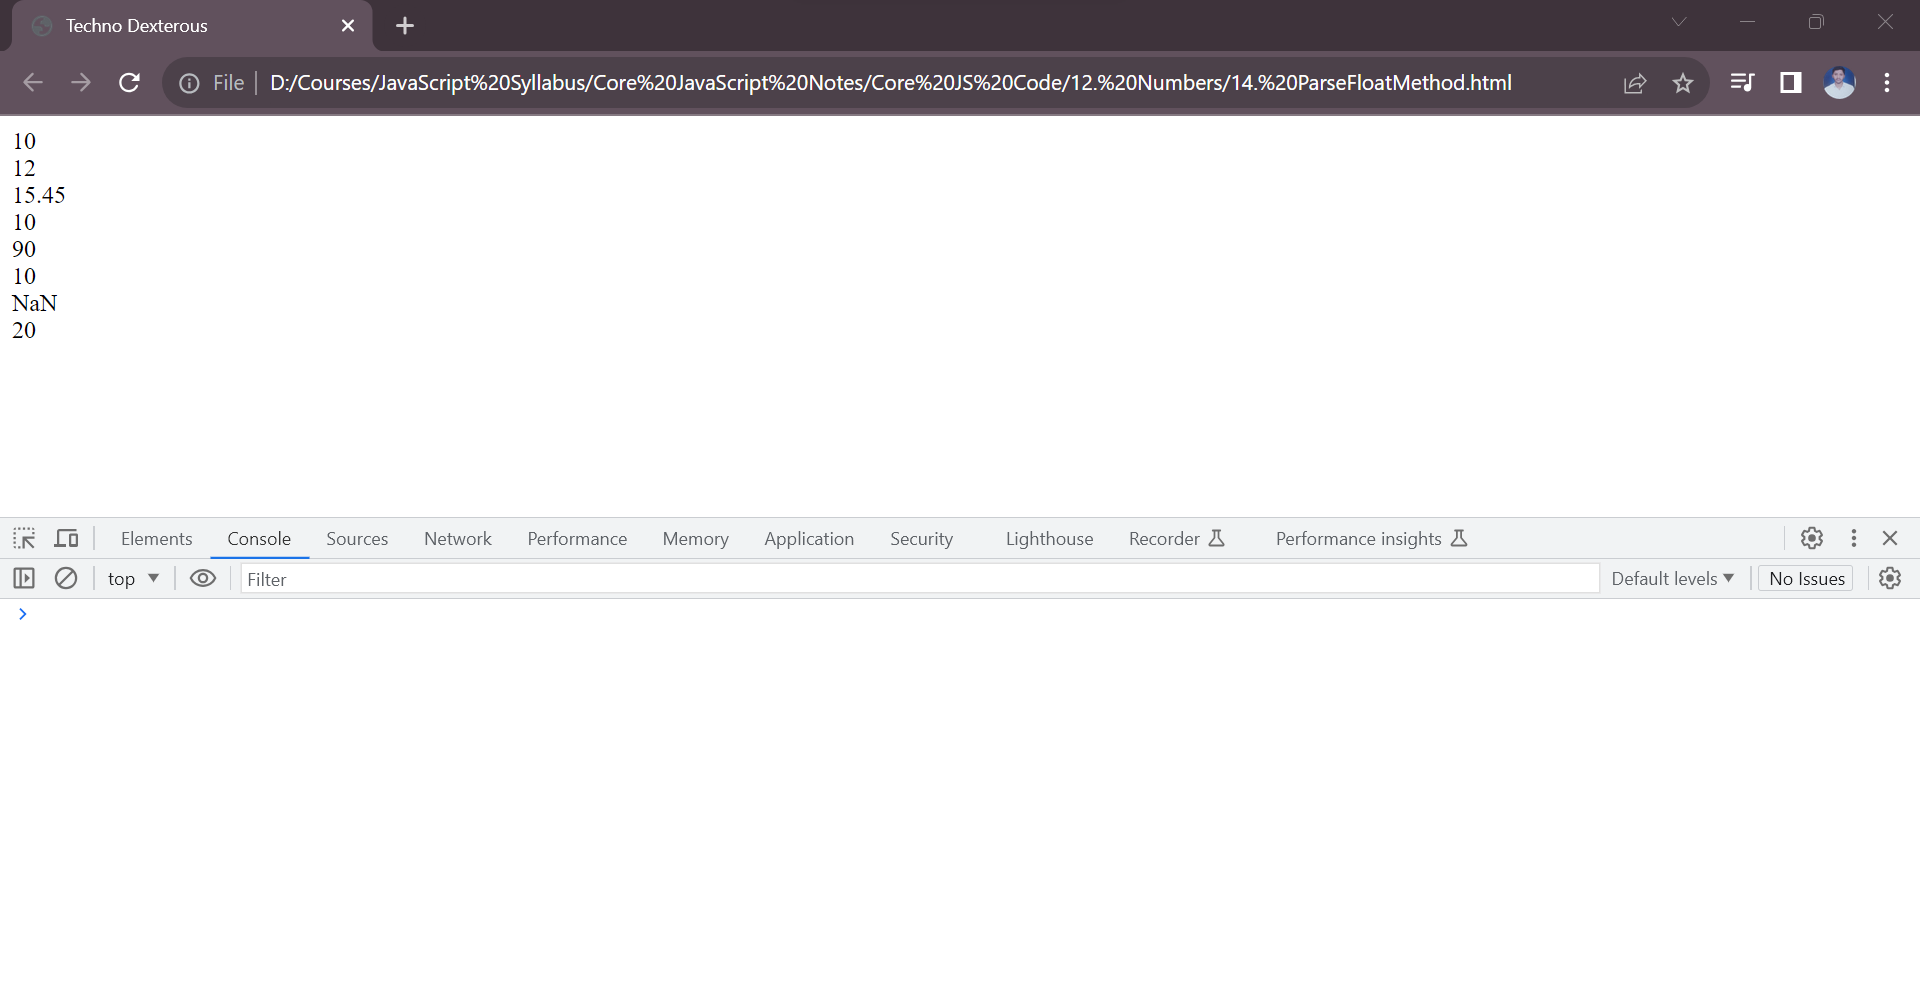 Techno Dexterous
File D:/Courses/JavaScript%20Syllabus/Core%20JavaScript%20Notes/Core%20JS%20Code/12.%20Numbers/14.%20ParseFloatMethod.html
10
12
15.45
10
90
10
NaN
20
Elements Console Sources Network Performance Memory Application Security Lighthouse Recorder Performance insights
top Filter Default levels No Issues